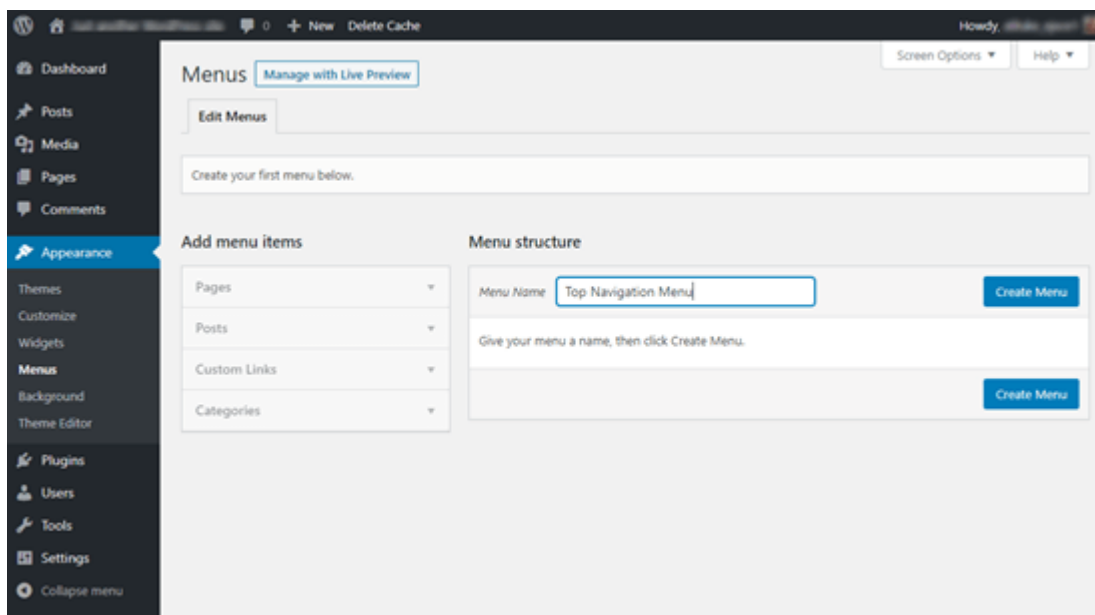 0 New Delete Cache Howdy,
Screen Options Help
Dashboard
Posts
Media
Pages
Comments
Appearance
Themes
Customize
Widgets
Menus
Background
Theme Editor
Plugins
Users
Tools
Settings
Collapse menu
Menus Manage with Live Preview
Edit Menus
Create your first menu below.
Add menu items
Pages
Posts
Custom Links
Categories
Menu structure
Menu Name Top Navigation Menu Create Menu
Give your menu a name, then click Create Menu.
Create Menu